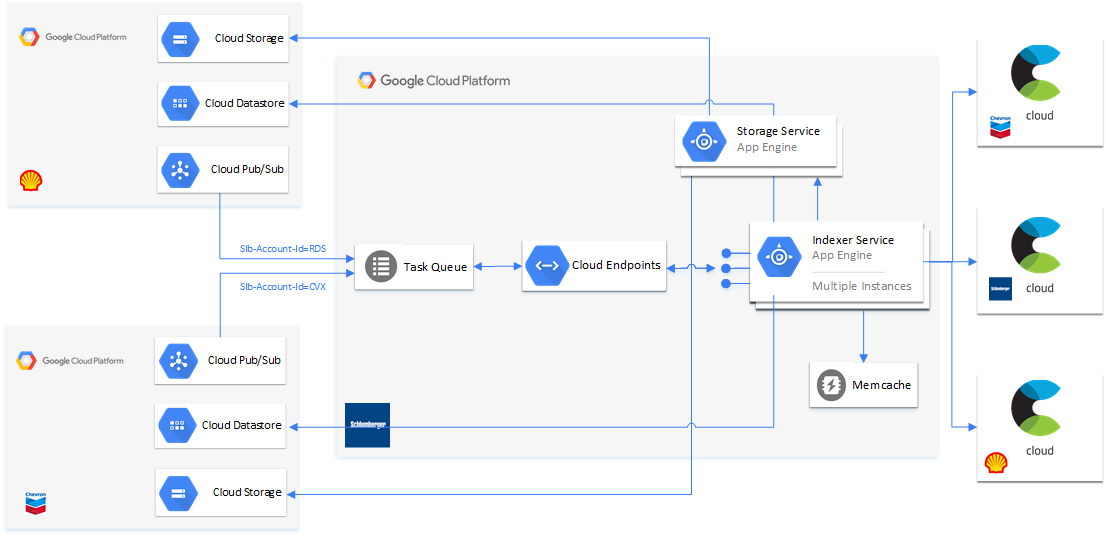 Google Cloud Platform
Cloud Storage
Cloud Datastore
Cloud Pub/Sub
Google Cloud Platform
Storage Service
App Engine
Slb-Account-Id=RDS
Task Queue
Slb-Account-Id=CVX
Cloud Endpoints
Indexer Service
App Engine
Multiple Instances
Memcache
Schlumberger
Google Cloud Platform
Cloud Pub/Sub
Cloud Datastore
Cloud Storage
Chevron
cloud
Chevron
cloud
Schlumberger
cloud